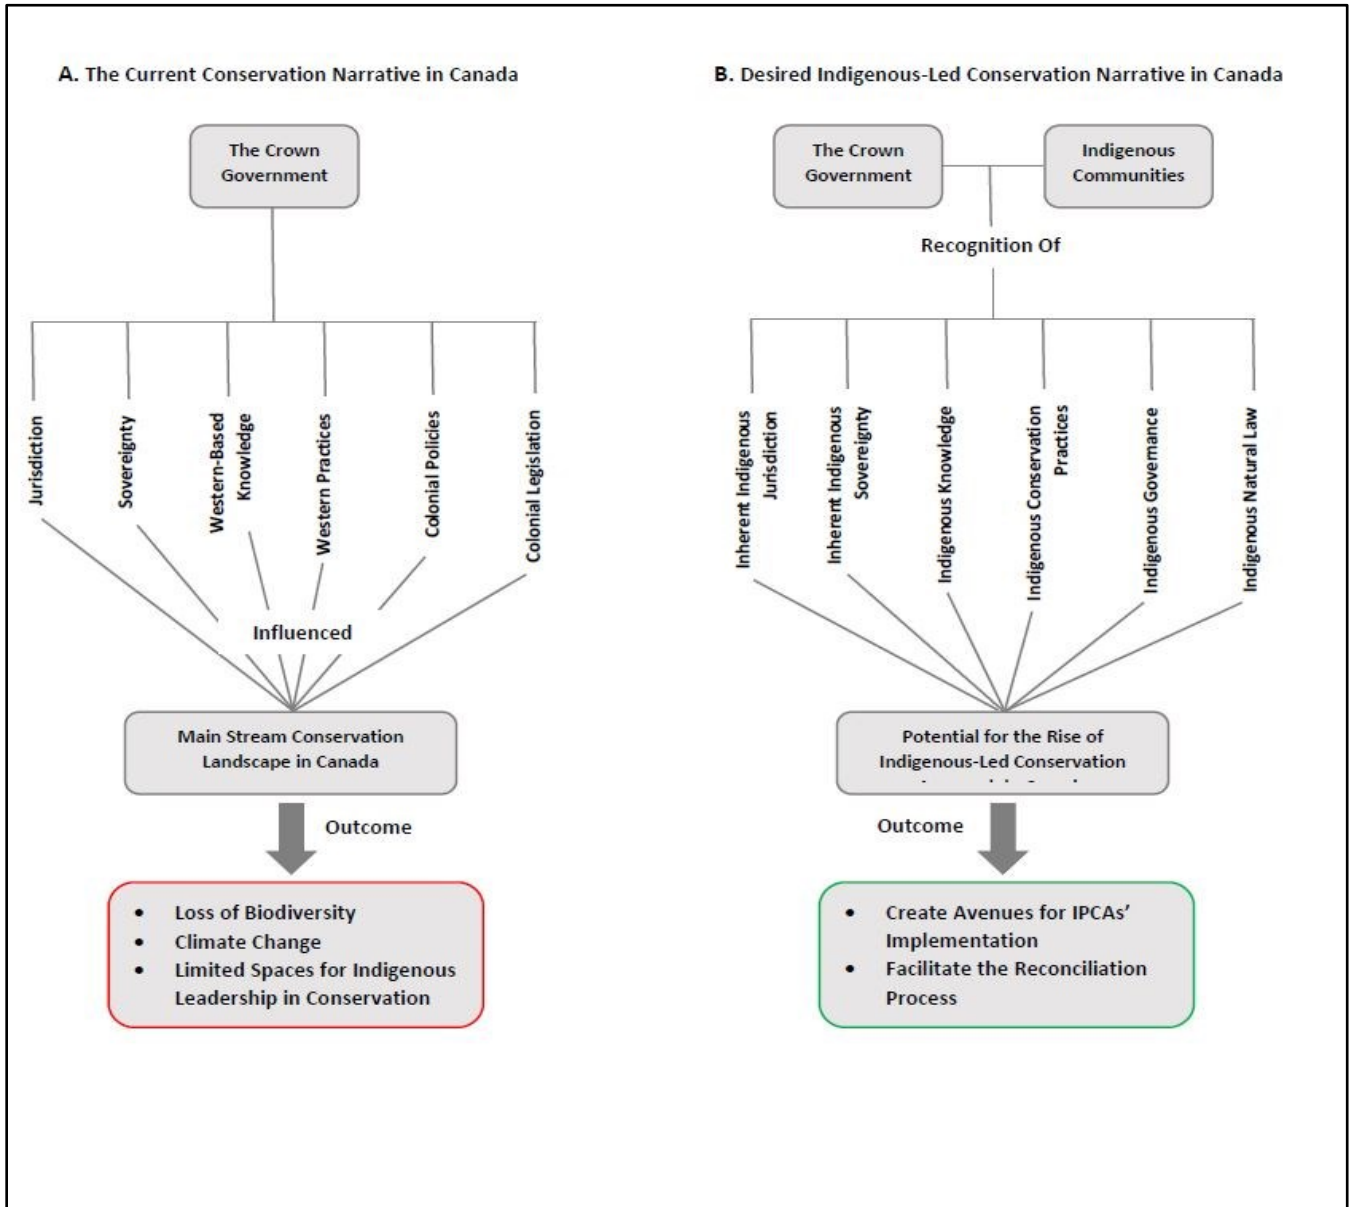 A. The Current Conservation Narrative in Canada
The Crown
Government
Jurisdiction
Sovereignty
Western-Based
Knowledge
Western Practices
Colonial Policies
Colonial Legislation
Influenced
Main Stream Conservation
Landscape in Canada
Outcome
• Loss of Biodiversity
• Climate Change
• Limited Spaces for Indigenous
Leadership in Conservation
B. Desired Indigenous-Led Conservation Narrative in Canada
The Crown
Government
Indigenous
Communities
Recognition Of
Inherent Indigenous
Jurisdiction
Inherent Indigenous
Sovereignty
Indigenous Knowledge
Indigenous Conservation
Practices
Indigenous Governance
Indigenous Natural Law
Potential for the Rise of
Indigenous-Led Conservation
Outcome
• Create Avenues for IPCAs’
Implementation
• Facilitate the Reconciliation
Process